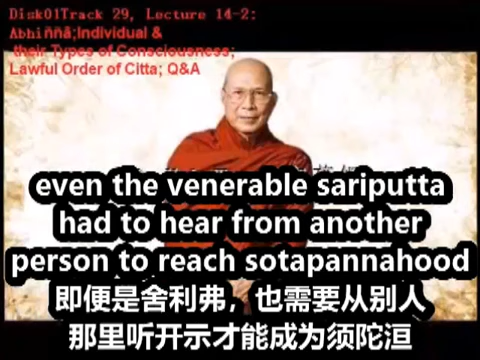 Disk01Track 29, Lecture 14-2:
Abhiññā;Individual &
their Types of Consciousness;
Lawful Order of Citta; Q&A
even the venerable sariputta
had to hear from another
person to reach sotapannahood
即便是舍利弗，也需要从别人
那里听开示才能成为须陀洹